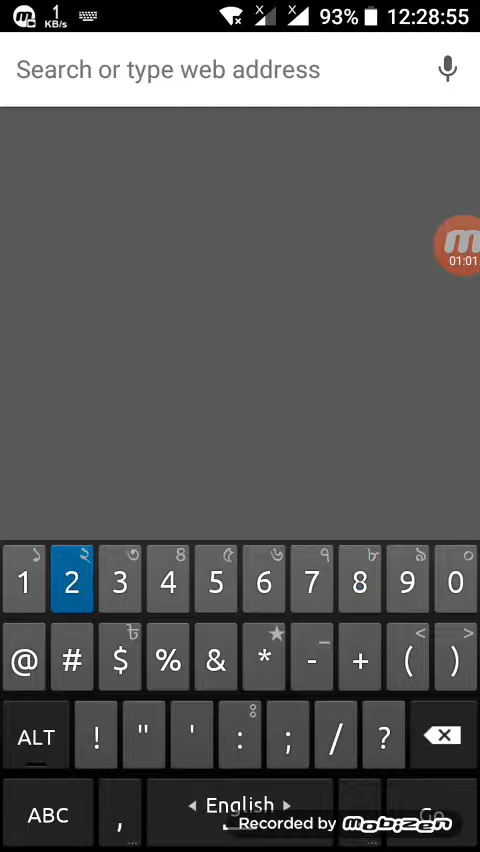 1
KB/s
93%
12:28:55
Search or type web address
01:01
১ ২ ৩ ৪ ৫ ৬ ৭ ৮ ৯ ০
1 2 3 4 5 6 7 8 9 0
৳ ★ _ < >
@ # $ % & * - + ( )
ALT ! " ' : ; / ?
ABC , English Go
Recorded by mobizen